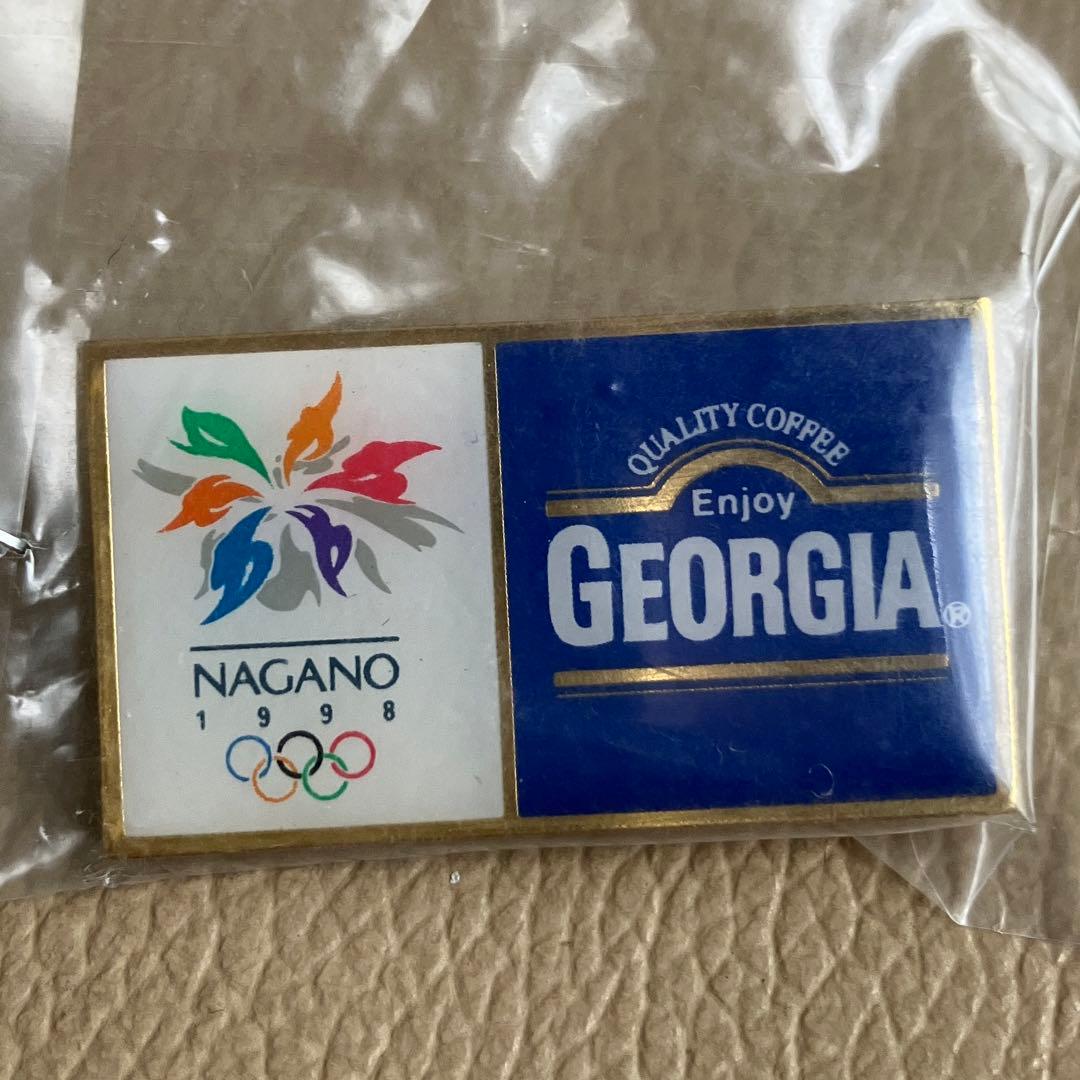 NAGANO
1998
QUALITY COFFEE
Enjoy
GEORGIA®